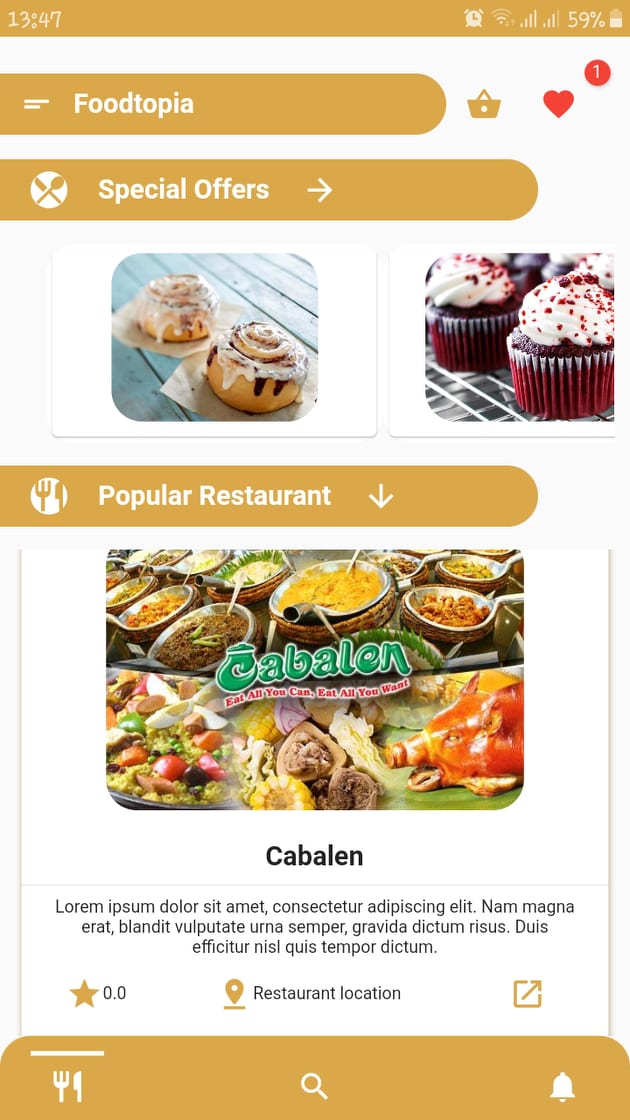 13:47
59%
Foodtopia
1
Special Offers
Popular Restaurant
Cabalen
Eat All You Can, Eat All You Want
Cabalen
Lorem ipsum dolor sit amet, consectetur adipiscing elit. Nam magna
erat, blandit vulputate urna semper, gravida dictum risus. Duis
efficitur nisl quis tempor dictum.
0.0
Restaurant location